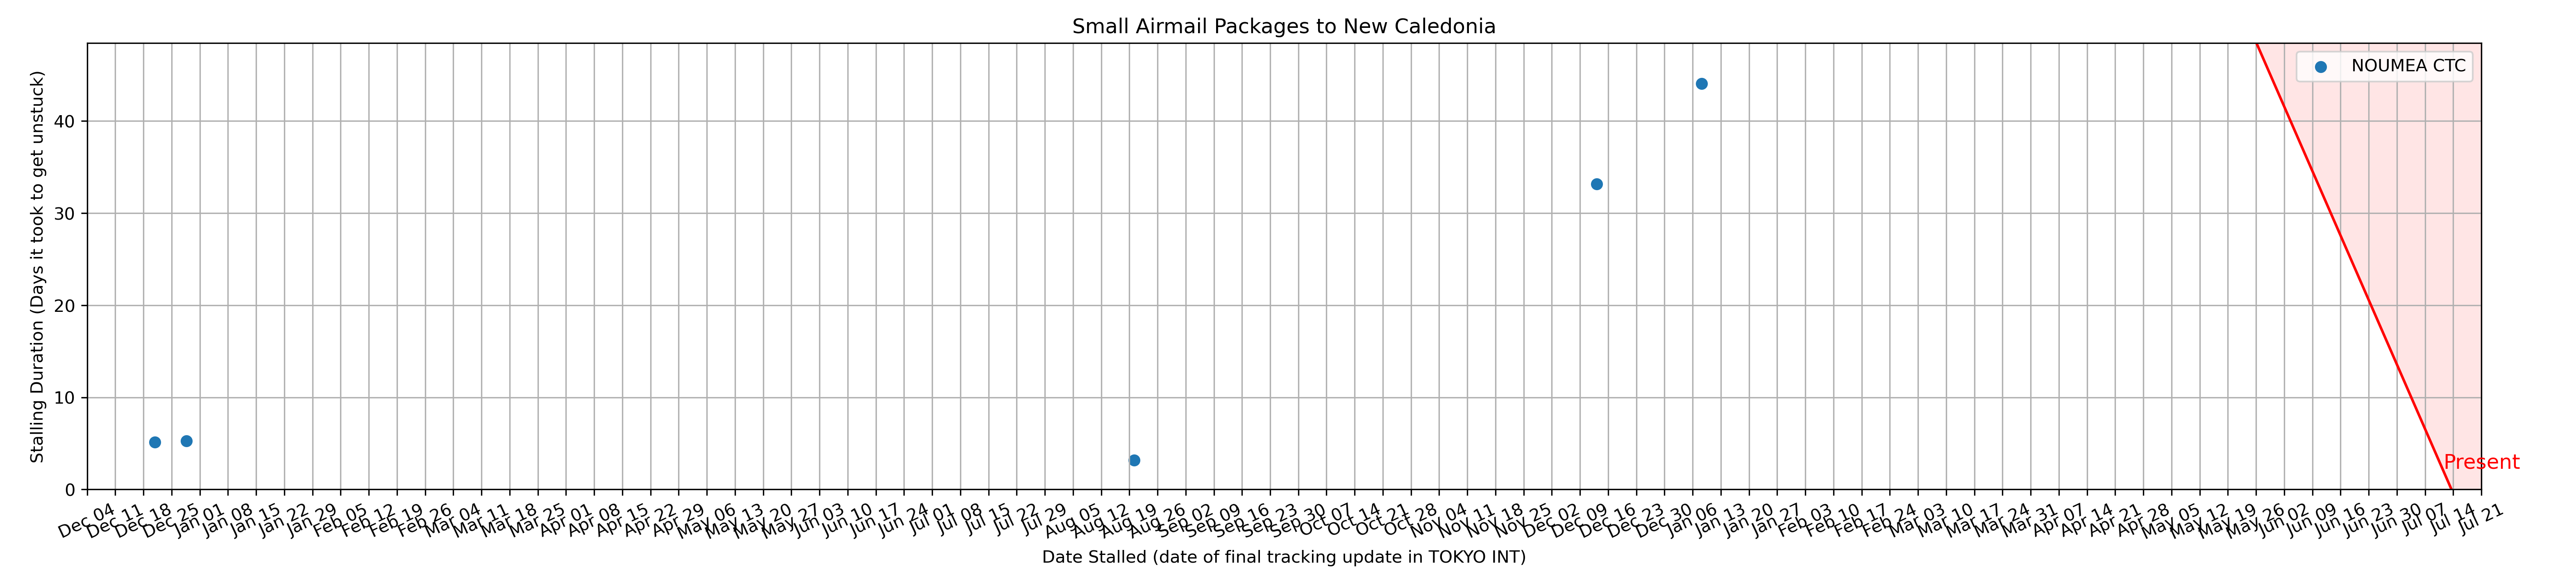 Small Airmail Packages to New Caledonia
NOUMEA CTC
Stalling Duration (Days it took to get unstuck)
40
30
20
10
0
Present
Dec 04 Dec 11 Dec 18 Dec 25 Jan 01 Jan 08 Jan 15 Jan 22 Jan 29 Feb 05 Feb 12 Feb 19 Feb 26 Mar 04 Mar 11 Mar 18 Mar 25 Apr 01 Apr 08 Apr 15 Apr 22 Apr 29 May 06 May 13 May 20 May 27 Jun 03 Jun 10 Jun 17 Jun 24 Jul 01 Jul 08 Jul 15 Jul 22 Jul 29 Aug 05 Aug 12 Aug 19 Aug 26 Sep 02 Sep 09 Sep 16 Sep 23 Sep 30 Oct 07 Oct 14 Oct 21 Oct 28 Nov 04 Nov 11 Nov 18 Nov 25 Dec 02 Dec 09 Dec 16 Dec 23 Dec 30 Jan 06 Jan 13 Jan 20 Jan 27 Feb 03 Feb 10 Feb 17 Feb 24 Mar 03 Mar 10 Mar 17 Mar 24 Mar 31 Apr 07 Apr 14 Apr 21 Apr 28 May 05 May 12 May 19 May 26 Jun 02 Jun 09 Jun 16 Jun 23 Jun 30 Jul 07 Jul 14 Jul 21
Date Stalled (date of final tracking update in TOKYO INT)